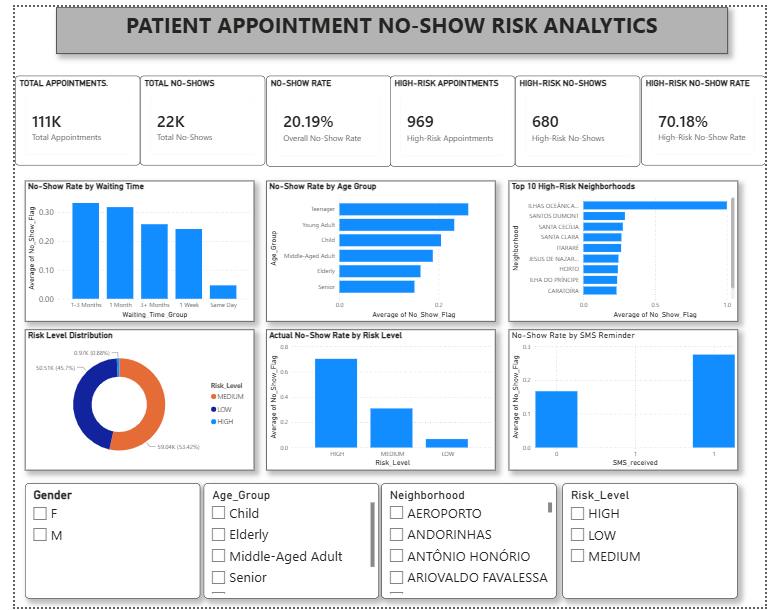 PATIENT APPOINTMENT NO-SHOW RISK ANALYTICS
TOTAL APPOINTMENTS.
111K
Total Appointments
TOTAL NO-SHOWS
22K
Total No-Shows
NO-SHOW RATE
20.19%
Overall No-Show Rate
HIGH-RISK APPOINTMENTS
969
High-Risk Appointments
HIGH-RISK NO-SHOWS
680
High-Risk No-Shows
HIGH-RISK NO-SHOW RATE
70.18%
High-Risk No-Show Rate
No-Show Rate by Waiting Time
Average of No_Show_Flag
0.30
0.20
0.10
0.00
1-3 Months
1 Month
3+ Months
1 Week
Same Day
Waiting_Time_Group
No-Show Rate by Age Group
Age_Group
Teenager
Young Adult
Child
Middle-Aged Adult
Elderly
Senior
0.0
0.2
Average of No_Show_Flag
Top 10 High-Risk Neighborhoods
Neighborhood
ILHAS OCEÂNICA...
SANTOS DUMONT
SANTA CECÍLIA
SANTA CLARA
ITARARÉ
JESUS DE NAZAR...
HORTO
ILHA DO PRÍNCIPE
CARATOÍRA
0.0
0.5
1.0
Average of No_Show_Flag
Risk Level Distribution
0.97K (0.88%)
50.51K (45.7%)
59.04K (53.42%)
Risk_Level
MEDIUM
LOW
HIGH
Actual No-Show Rate by Risk Level
Average of No_Show_Flag
0.8
0.6
0.4
0.2
0.0
HIGH
MEDIUM
LOW
Risk_Level
No-Show Rate by SMS Reminder
Average of No_Show_Flag
0.3
0.2
0.1
0.0
0
1
1
SMS_received
Gender
F
M
Age_Group
Child
Elderly
Middle-Aged Adult
Senior
Neighborhood
AEROPORTO
ANDORINHAS
ANTÔNIO HONÓRIO
ARIOVALDO FAVALESSA
Risk_Level
HIGH
LOW
MEDIUM